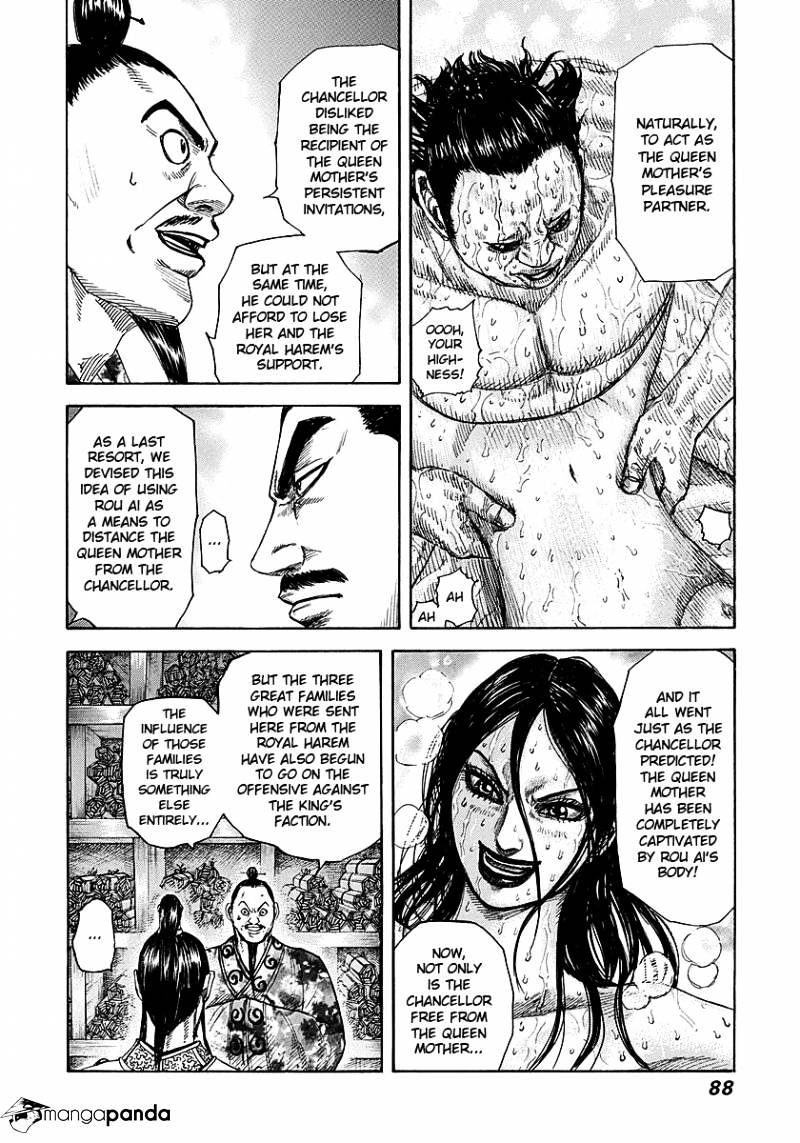 NATURALLY,
TO ACT AS
THE QUEEN
MOTHER'S
PLEASURE
PARTNER.
OOOH,
YOUR
HIGH-
NESS!
AH
AH
THE
CHANCELLOR
DISLIKED
BEING THE
RECIPIENT
OF THE
QUEEN
MOTHER'S
PERSISTENT
INVITATIONS,
BUT AT THE
SAME TIME,
HE COULD NOT
AFFORD TO LOSE
HER AND THE
ROYAL HAREM'S
SUPPORT.
AS A LAST
RESORT, WE
DEVISED THIS
IDEA OF USING
ROU AI AS
A MEANS TO
DISTANCE THE
QUEEN MOTHER
FROM THE
CHANCELLOR.
...
AND IT
ALL WENT
JUST AS THE
CHANCELLOR
PREDICTED!
THE QUEEN
MOTHER
HAS BEEN
COMPLETELY
CAPTIVATED
BY ROU AI'S
BODY!
NOW,
NOT ONLY
IS THE
CHANCELLOR
FREE FROM
THE QUEEN
MOTHER...
BUT THE THREE
GREAT FAMILIES
WHO WERE SENT
HERE FROM THE
ROYAL HAREM
HAVE ALSO BEGUN
TO GO ON THE
OFFENSIVE AGAINST
THE KING'S
FACTION.
THE
INFLUENCE
OF THOSE
FAMILIES
IS TRULY
SOMETHING
ELSE
ENTIRELY...
...
88
mangapanda